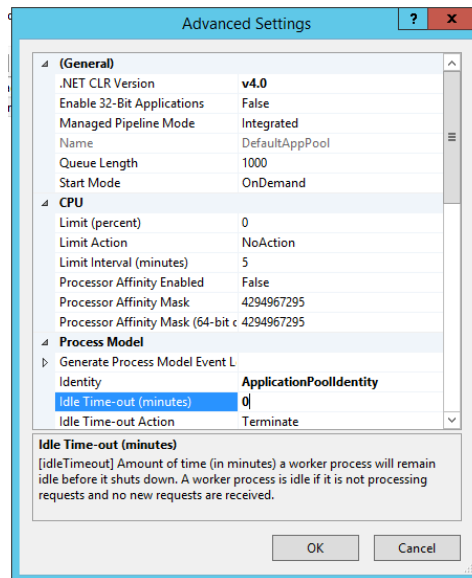 Advanced Settings
?
x
(General)
.NET CLR Version v4.0
Enable 32-Bit Applications False
Managed Pipeline Mode Integrated
Name DefaultAppPool
Queue Length 1000
Start Mode OnDemand
CPU
Limit (percent) 0
Limit Action NoAction
Limit Interval (minutes) 5
Processor Affinity Enabled False
Processor Affinity Mask 4294967295
Processor Affinity Mask (64-bit c 4294967295
Process Model
Generate Process Model Event L
Identity ApplicationPoolIdentity
Idle Time-out (minutes) 0
Idle Time-out Action Terminate
Idle Time-out (minutes)
[idleTimeout] Amount of time (in minutes) a worker process will remain
idle before it shuts down. A worker process is idle if it is not processing
requests and no new requests are received.
OK Cancel